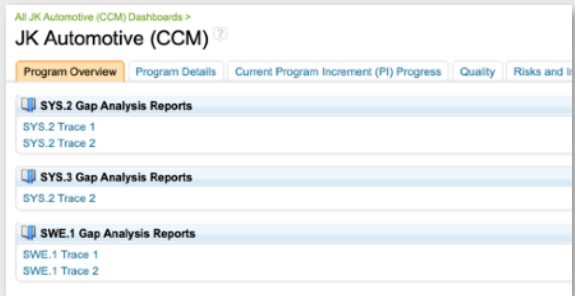 All JK Automotive (CCM) Dashboards >
JK Automotive (CCM) ?
Program Overview Program Details Current Program Increment (PI) Progress Quality Risks and
SYS.2 Gap Analysis Reports
SYS.2 Trace 1
SYS.2 Trace 2
SYS.3 Gap Analysis Reports
SYS.2 Trace 2
SWE.1 Gap Analysis Reports
SWE.1 Trace 1
SWE.1 Trace 2